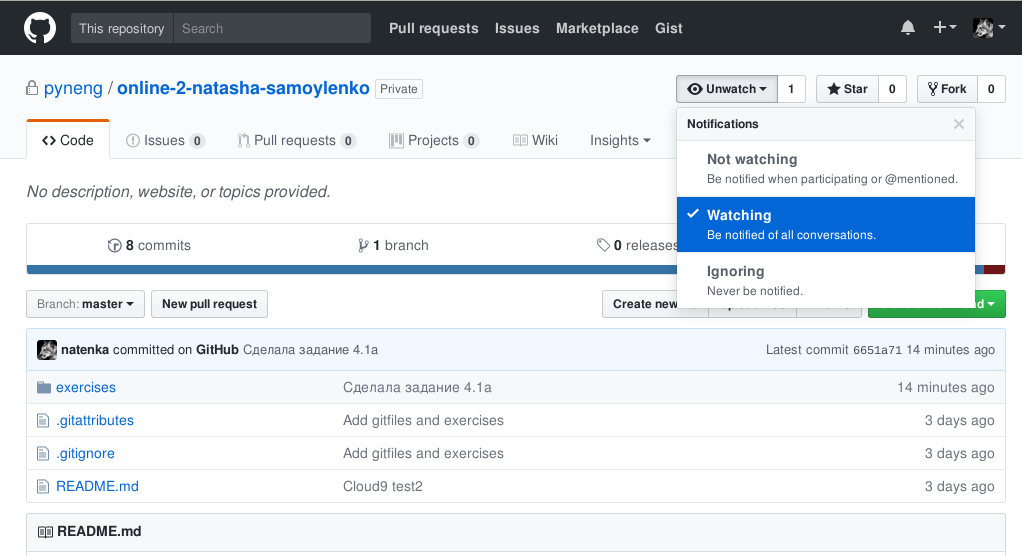 This repository Search Pull requests Issues Marketplace Gist
pyneng / online-2-natasha-samoylenko Private Unwatch 1 Star 0 Fork 0
Code Issues 0 Pull requests 0 Projects 0 Wiki Insights
Notifications
Not watching
Be notified when participating or @mentioned.
Watching
Be notified of all conversations.
Ignoring
Never be notified.
No description, website, or topics provided.
8 commits 1 branch 0 releases
Branch: master New pull request Create new
natenka committed on GitHub Сделала задание 4.1a Latest commit 6651a71 14 minutes ago
exercises Сделала задание 4.1a 14 minutes ago
.gitattributes Add gitfiles and exercises 3 days ago
.gitignore Add gitfiles and exercises 3 days ago
README.md Cloud9 test2 3 days ago
README.md